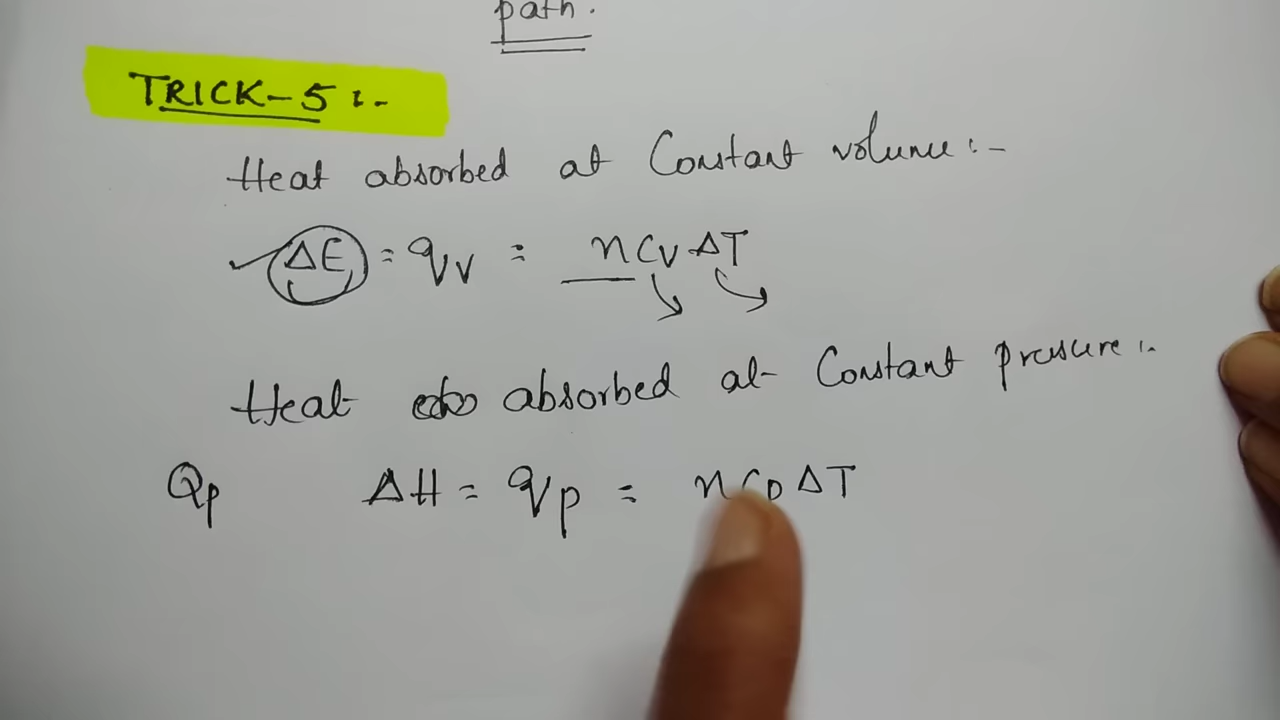 path.
TRICK-5:-
Heat absorbed at Constant volume:-
ΔE = qv = nCvΔT
Heat absorbed at Constant pressure:-
Qp ΔH = qp = nCpΔT